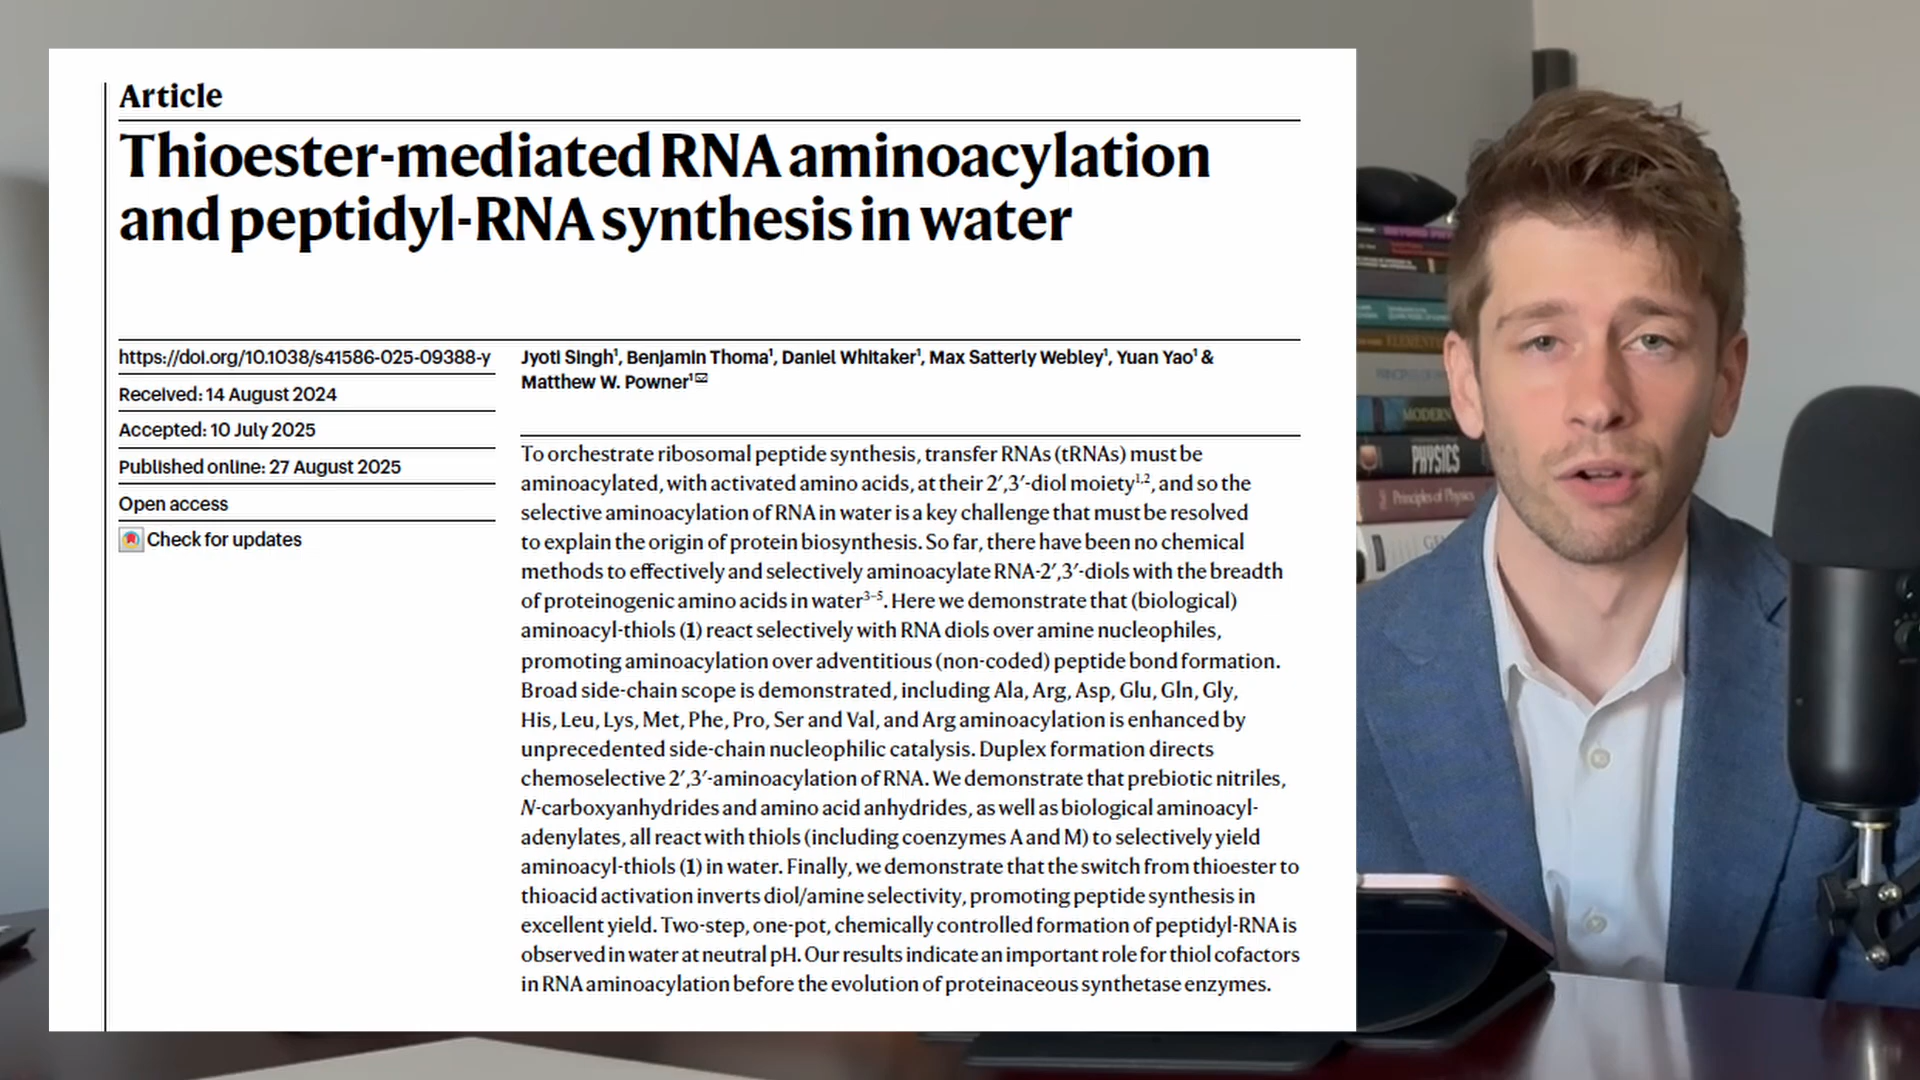 Article
Thioester-mediated RNA aminoacylation
and peptidyl-RNA synthesis in water
https://doi.org/10.1038/s41586-025-09388-y
Received: 14 August 2024
Accepted: 10 July 2025
Published online: 27 August 2025
Open access
Check for updates
Jyoti Singh¹, Benjamin Thoma¹, Daniel Whitaker¹, Max Satterly Webley¹, Yuan Yao¹ &
Matthew W. Powner¹✉
To orchestrate ribosomal peptide synthesis, transfer RNAs (tRNAs) must be
aminoacylated, with activated amino acids, at their 2′,3′-diol moiety¹,², and so the
selective aminoacylation of RNA in water is a key challenge that must be resolved
to explain the origin of protein biosynthesis. So far, there have been no chemical
methods to effectively and selectively aminoacylate RNA-2′,3′-diols with the breadth
of proteinogenic amino acids in water³⁻⁵. Here we demonstrate that (biological)
aminoacyl-thiols (1) react selectively with RNA diols over amine nucleophiles,
promoting aminoacylation over adventitious (non-coded) peptide bond formation.
Broad side-chain scope is demonstrated, including Ala, Arg, Asp, Glu, Gln, Gly,
His, Leu, Lys, Met, Phe, Pro, Ser and Val, and Arg aminoacylation is enhanced by
unprecedented side-chain nucleophilic catalysis. Duplex formation directs
chemoselective 2′,3′-aminoacylation of RNA. We demonstrate that prebiotic nitriles,
N-carboxyanhydrides and amino acid anhydrides, as well as biological aminoacyl-
adenylates, all react with thiols (including coenzymes A and M) to selectively yield
aminoacyl-thiols (1) in water. Finally, we demonstrate that the switch from thioester to
thioacid activation inverts diol/amine selectivity, promoting peptide synthesis in
excellent yield. Two-step, one-pot, chemically controlled formation of peptidyl-RNA is
observed in water at neutral pH. Our results indicate an important role for thiol cofactors
in RNA aminoacylation before the evolution of proteinaceous synthetase enzymes.
MODERN
PHYSICS
Principles of Physics